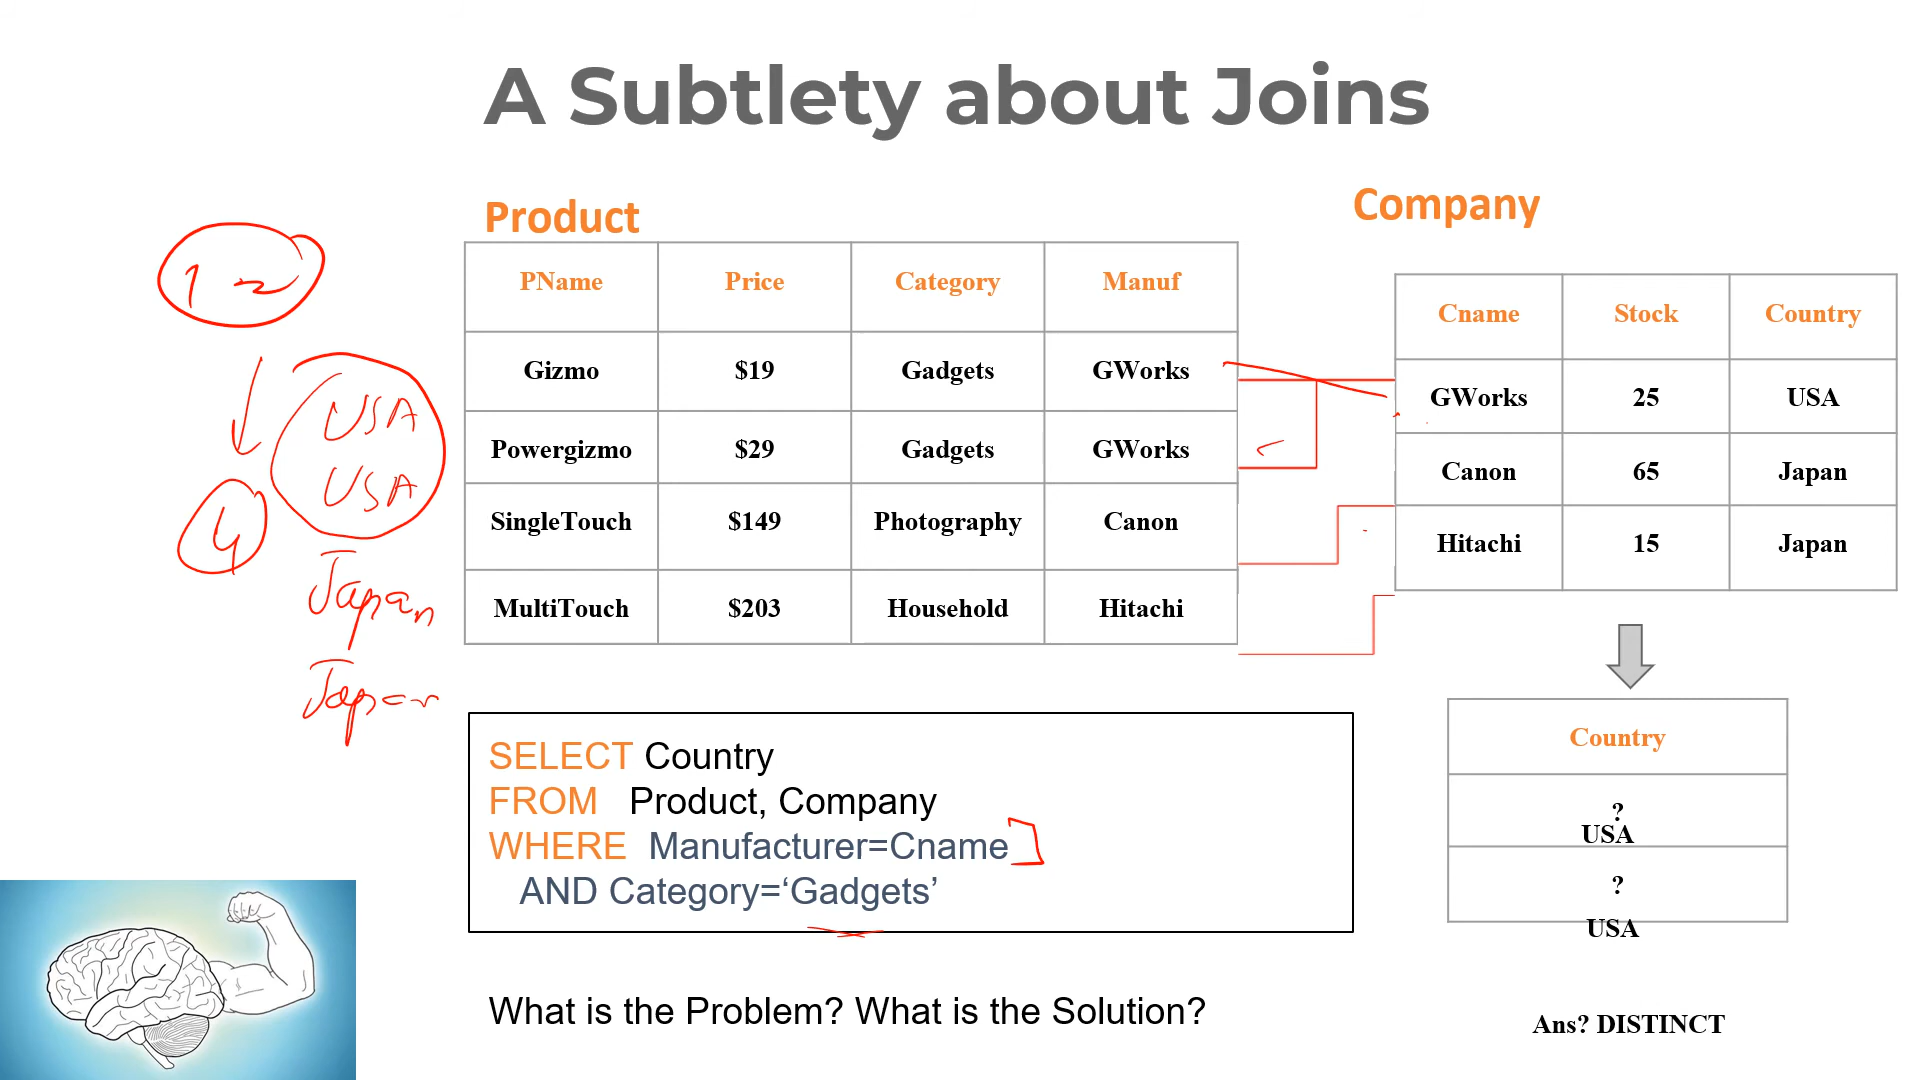 A Subtlety about Joins
Product
PName Price Category Manuf
Gizmo $19 Gadgets GWorks
Powergizmo $29 Gadgets GWorks
SingleTouch $149 Photography Canon
MultiTouch $203 Household Hitachi
Company
Cname Stock Country
GWorks 25 USA
Canon 65 Japan
Hitachi 15 Japan
1 2
4
USA
USA
Japan
Japan
SELECT Country
FROM Product, Company
WHERE Manufacturer=Cname
AND Category=‘Gadgets’
Country
?
USA
?
USA
What is the Problem? What is the Solution?
Ans? DISTINCT